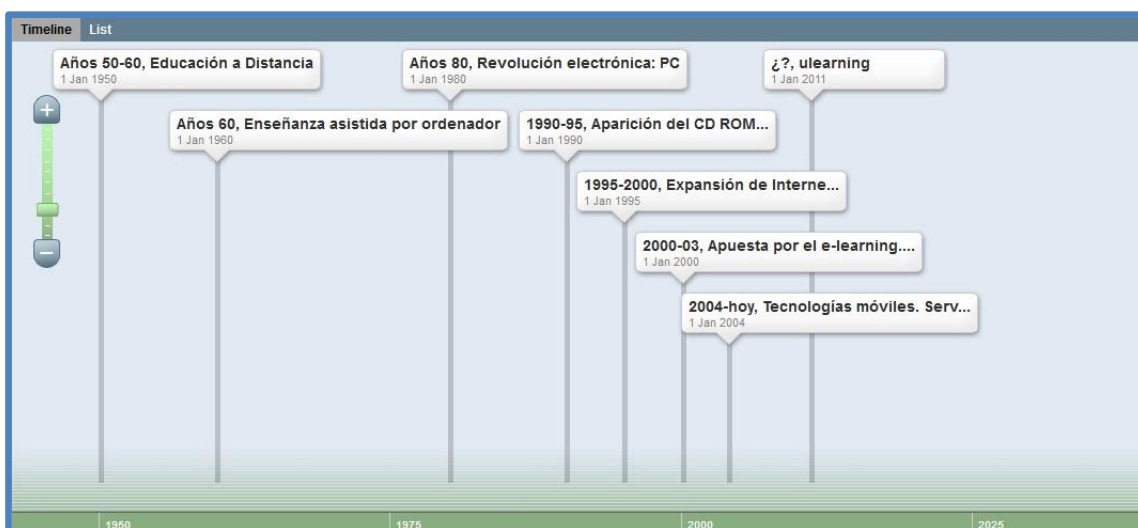 Timeline List
Años 50-60, Educación a Distancia
1 Jan 1950
Años 80, Revolución electrónica: PC
1 Jan 1980
¿?, ulearning
1 Jan 2011
Años 60, Enseñanza asistida por ordenador
1 Jan 1960
1990-95, Aparición del CD ROM...
1 Jan 1990
1995-2000, Expansión de Interne...
1 Jan 1995
2000-03, Apuesta por el e-learning....
1 Jan 2000
2004-hoy, Tecnologías móviles. Serv...
1 Jan 2004
1950 1975 2000 2025